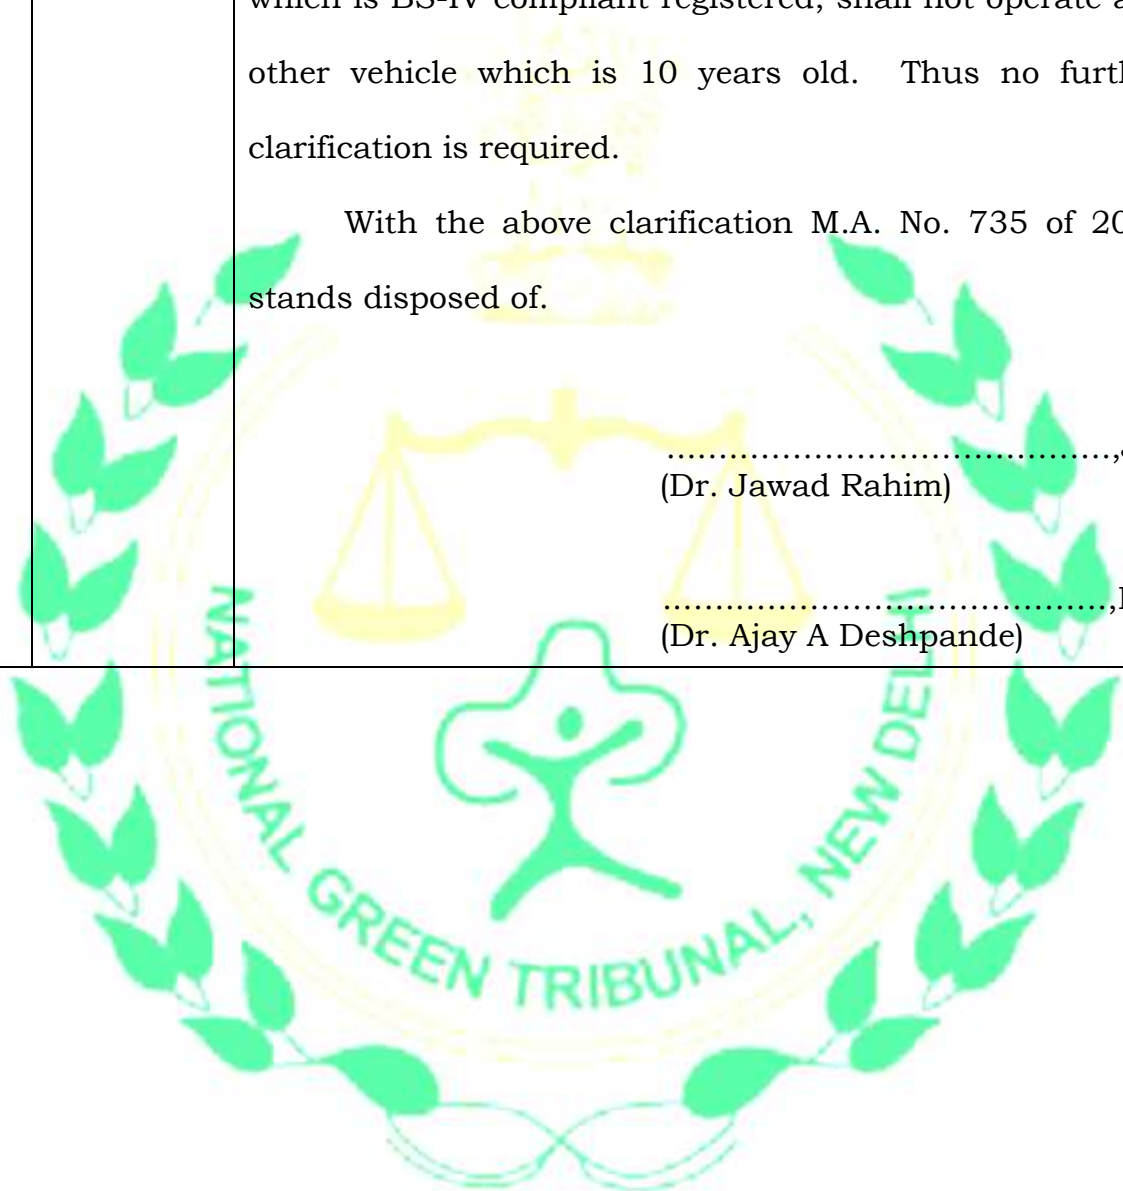 which is BS-IV compliant registered, shall not operate a
other vehicle which is 10 years old. Thus no furth
clarification is required.
With the above clarification M.A. No. 735 of 20
stands disposed of.
..........................................,
(Dr. Jawad Rahim)
..........................................,
(Dr. Ajay A Deshpande)
NATIONAL GREEN TRIBUNAL, NEW DELHI